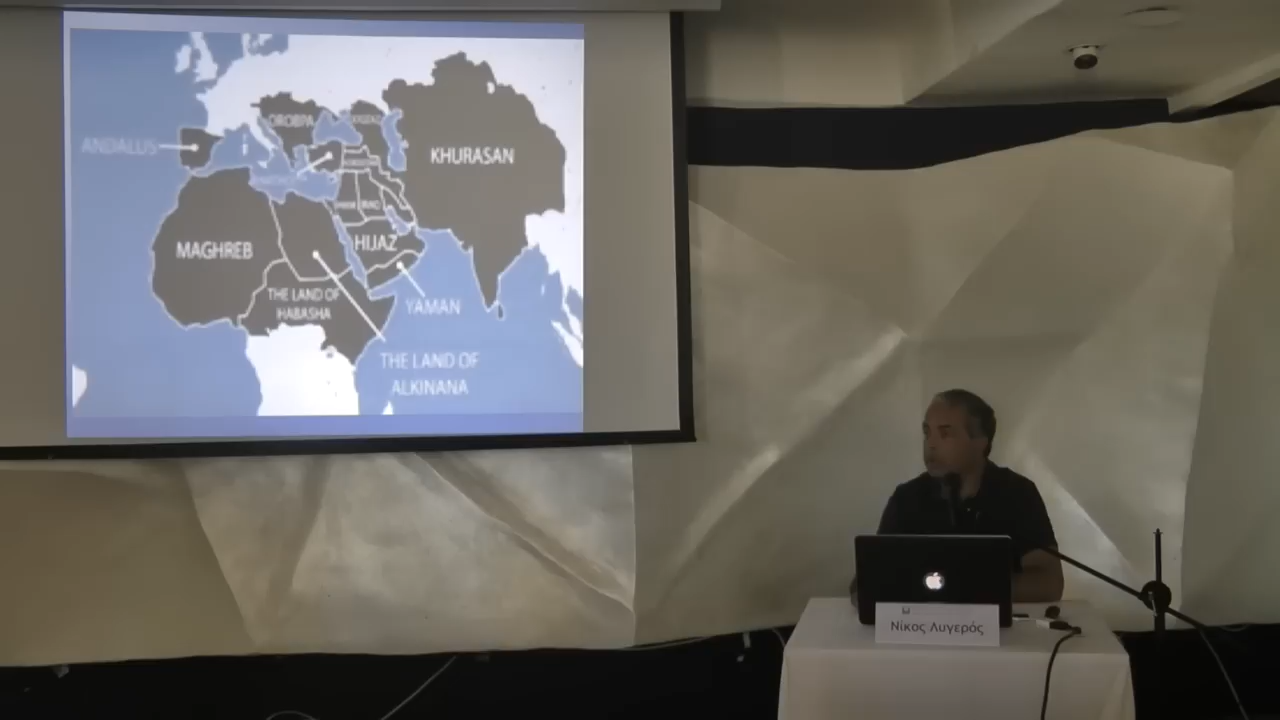 ANDALUS
OROBPA
KHURASAN
MAGHREB
HIJAZ
THE LAND OF
HABASHA
YAMAN
THE LAND OF
ALKINANA
Νίκος Λυγερός